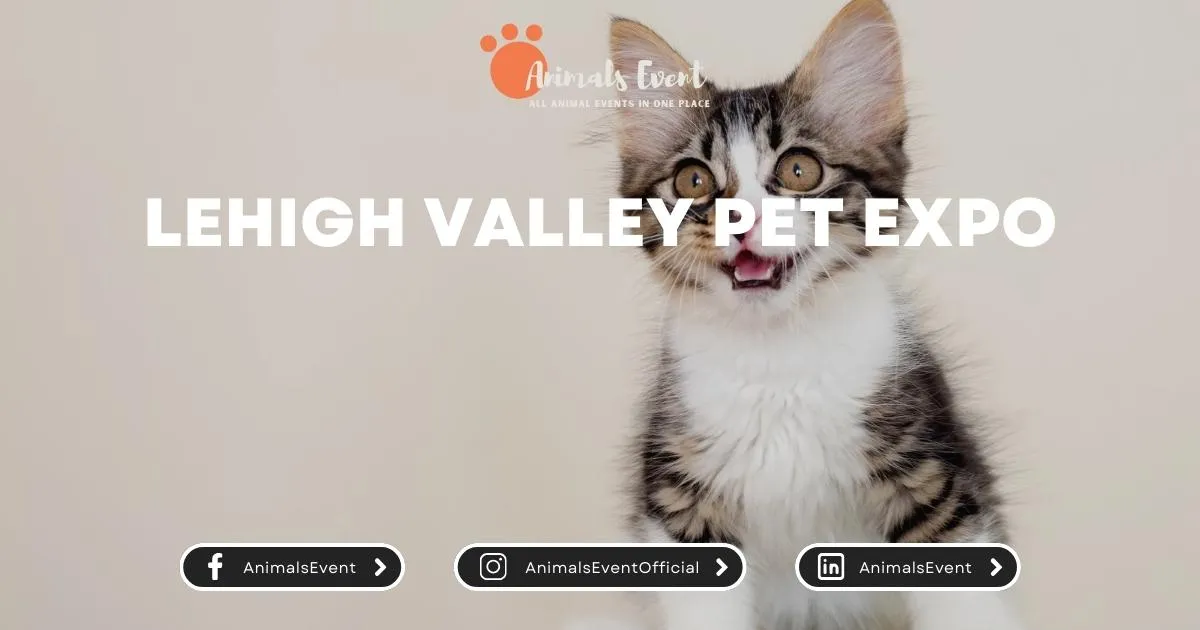 Animals Event
ALL ANIMAL EVENTS IN ONE PLACE
LEHIGH VALLEY PET EXPO
AnimalsEvent
AnimalsEventOfficial
AnimalsEvent